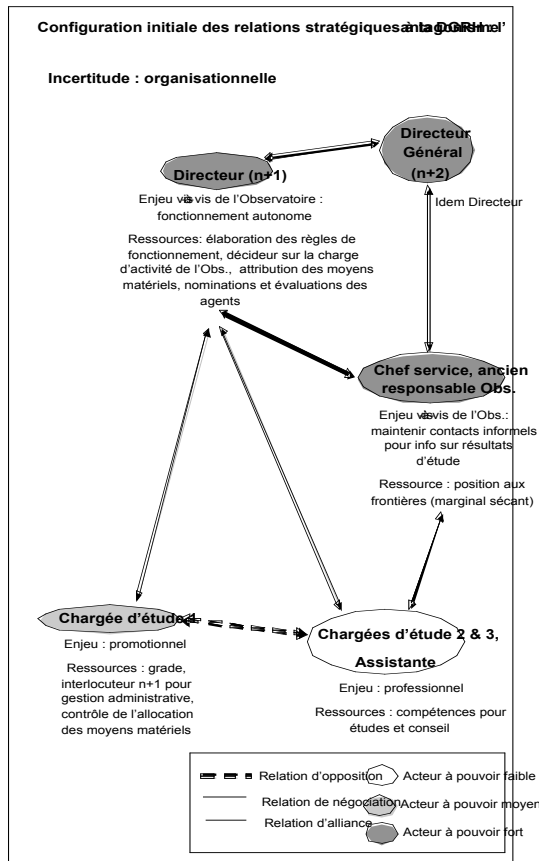 Configuration initiale des relations stratégiques à la DGRH : l'
Incertitude : organisationnelle
Directeur
Général
(n+2)
Directeur (n+1)
Enjeu vis de l'Observatoire :
fonctionnement autonome
Idem Directeur
Ressources: élaboration des règles de
fonctionnement, décideur sur la charge
d'activité de l'Obs., attribution des moyens
matériels, nominations et évaluations des
agents
Chef service, ancien
responsable Obs.
Enjeu vis de l'Obs.:
maintenir contacts informels
pour info sur résultats
d'étude
Ressource : position aux
frontières (marginal sécant)
Chargée d'étude 1
Enjeu : promotionnel
Ressources : grade,
interlocuteur n+1 pour
gestion administrative,
contrôle de l'allocation
des moyens matériels
Chargées d'étude 2 & 3,
Assistante
Enjeu : professionnel
Ressources : compétences pour
études et conseil
Relation d'opposition
Acteur à pouvoir faible
Relation de négociation
Acteur à pouvoir moyen
Relation d'alliance
Acteur à pouvoir fort